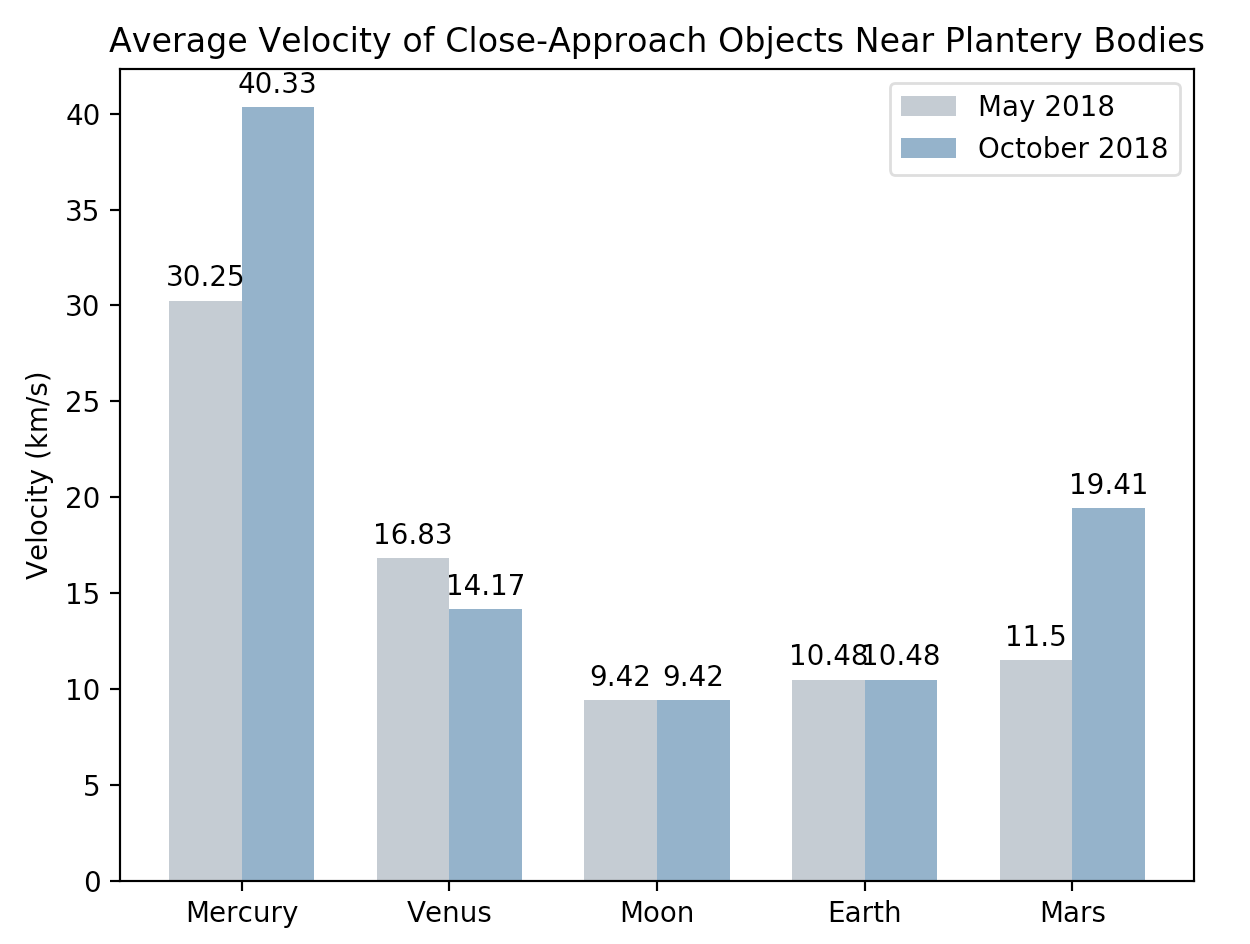 Average Velocity of Close-Approach Objects Near Plantery Bodies
May 2018
October 2018
Velocity (km/s)
40
35
30
25
20
15
10
5
0
30.25
40.33
16.83
14.17
9.42
9.42
10.48
10.48
11.5
19.41
Mercury
Venus
Moon
Earth
Mars